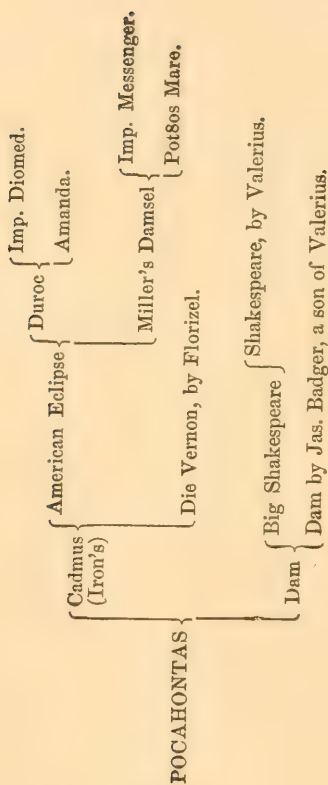 Imp. Diomed.
Duroc
Amanda.
American Eclipse
Imp. Messenger.
Miller's Damsel
Pot8os Mare.
Cadmus
(Iron's)
Die Vernon, by Florizel.
POCAHONTAS
Big Shakespeare
Shakespeare, by Valerius.
Dam
Dam by Jas. Badger, a son of Valerius.